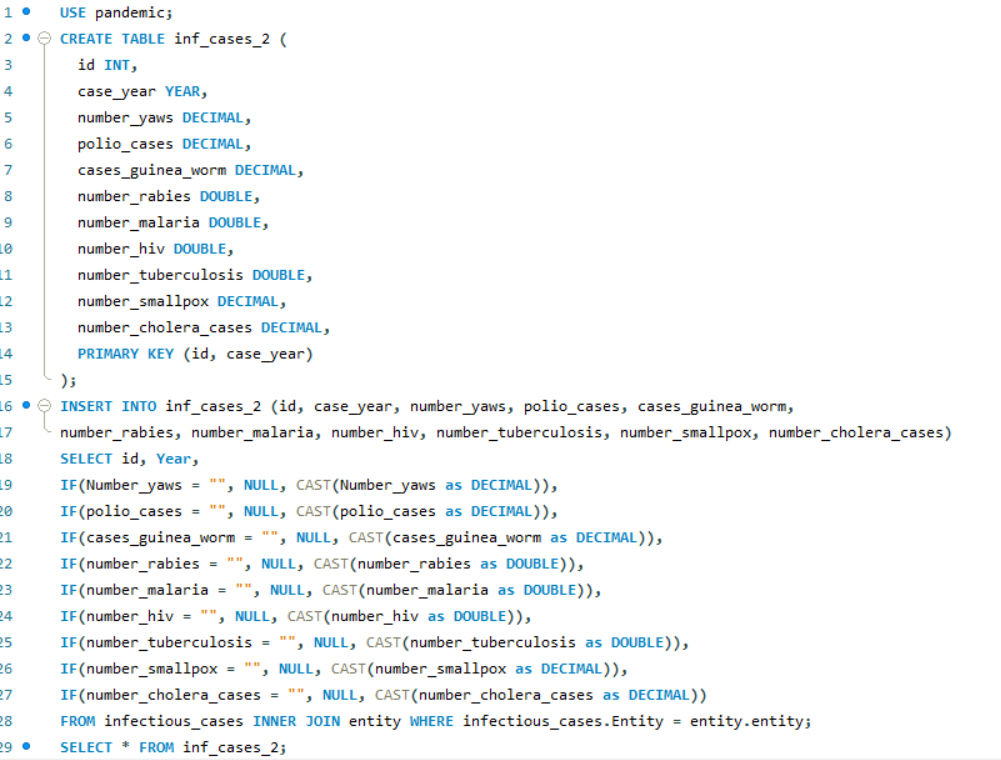 1 USE pandemic;
2 CREATE TABLE inf_cases_2 (
3 id INT,
4 case_year YEAR,
5 number_yaws DECIMAL,
6 polio_cases DECIMAL,
7 cases_guinea_worm DECIMAL,
8 number_rabies DOUBLE,
9 number_malaria DOUBLE,
10 number_hiv DOUBLE,
11 number_tuberculosis DOUBLE,
12 number_smallpox DECIMAL,
13 number_cholera_cases DECIMAL,
14 PRIMARY KEY (id, case_year)
15 );
16 INSERT INTO inf_cases_2 (id, case_year, number_yaws, polio_cases, cases_guinea_worm,
17 number_rabies, number_malaria, number_hiv, number_tuberculosis, number_smallpox, number_cholera_cases)
18 SELECT id, Year,
19 IF(Number_yaws = "", NULL, CAST(Number_yaws as DECIMAL)),
20 IF(polio_cases = "", NULL, CAST(polio_cases as DECIMAL)),
21 IF(cases_guinea_worm = "", NULL, CAST(cases_guinea_worm as DECIMAL)),
22 IF(number_rabies = "", NULL, CAST(number_rabies as DOUBLE)),
23 IF(number_malaria = "", NULL, CAST(number_malaria as DOUBLE)),
24 IF(number_hiv = "", NULL, CAST(number_hiv as DOUBLE)),
25 IF(number_tuberculosis = "", NULL, CAST(number_tuberculosis as DOUBLE)),
26 IF(number_smallpox = "", NULL, CAST(number_smallpox as DECIMAL)),
27 IF(number_cholera_cases = "", NULL, CAST(number_cholera_cases as DECIMAL))
28 FROM infectious_cases INNER JOIN entity WHERE infectious_cases.Entity = entity.entity;
29 SELECT * FROM inf_cases_2;